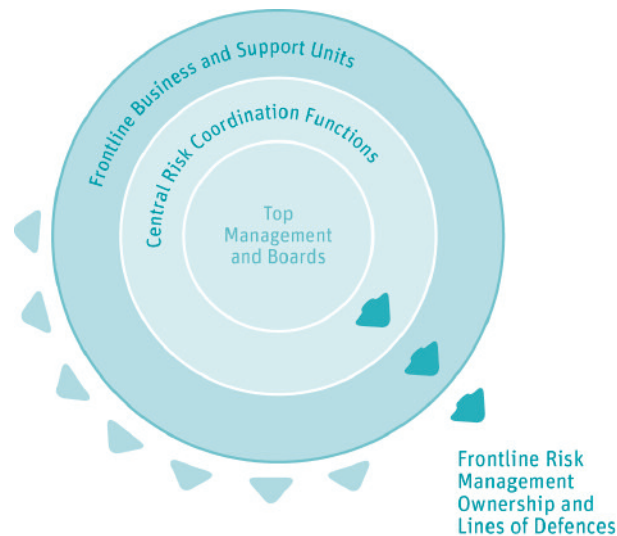 Frontline Business and Support Units
Central Risk Coordination Functions
Top
Management
and Boards
Frontline Risk
Management
Ownership and
Lines of Defences